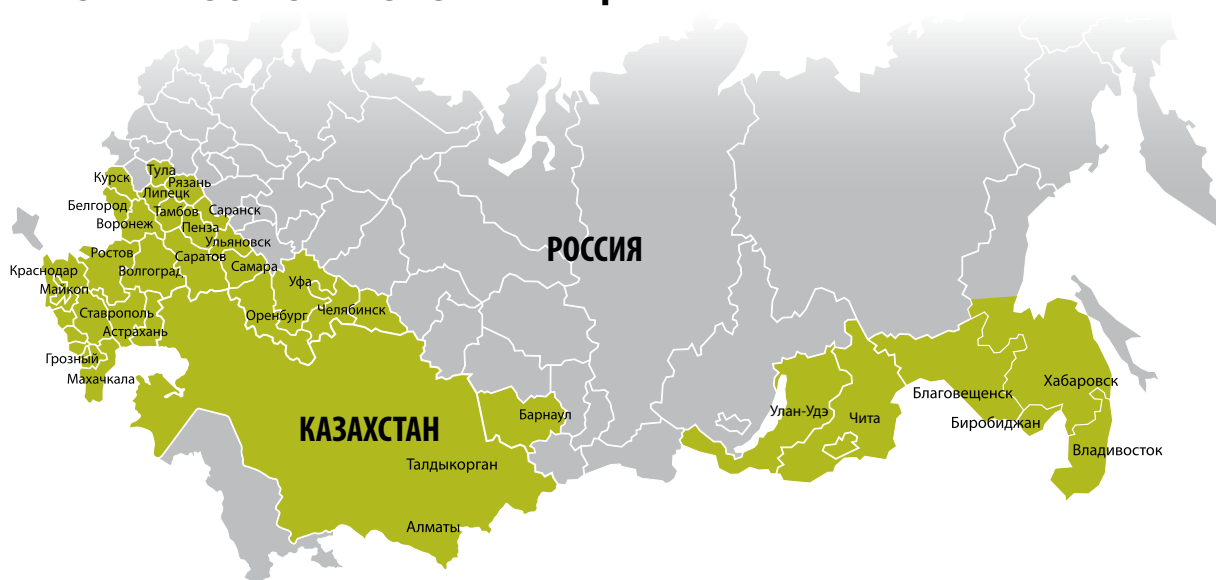 Тула
Курск
Рязань
Липецк
Белгород
Тамбов
Саранск
Воронеж
Пенза
Ульяновск
РОССИЯ
Ростов
Саратов
Краснодар
Волгоград
Самара
Уфа
Майкоп
Ставрополь
Оренбург
Челябинск
Астрахань
Грозный
Махачкала
Хабаровск
Благовещенск
Улан-Удэ
Барнаул
Чита
Биробиджан
КАЗАХСТАН
Владивосток
Талдыкорган
Алматы